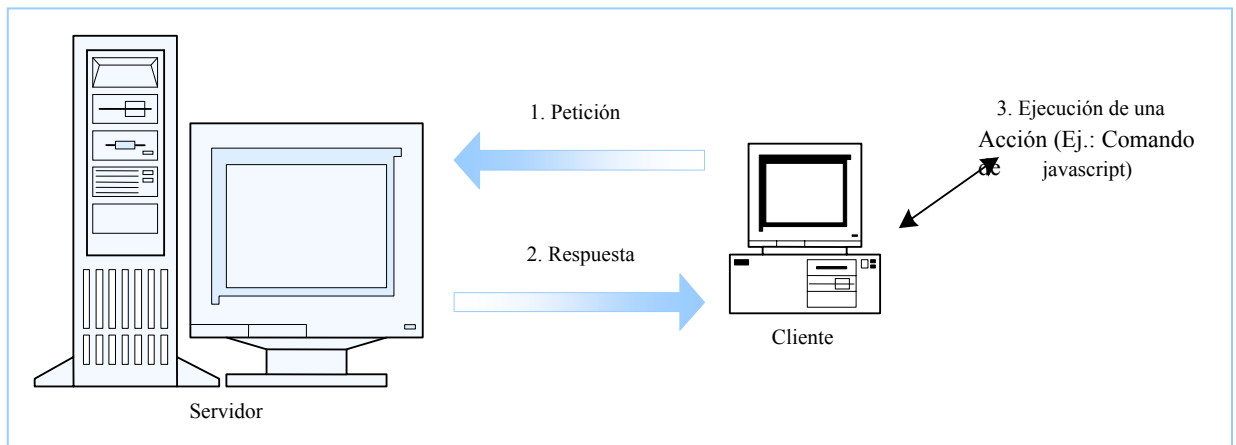 1. Petición
3. Ejecución de una
Acción (Ej.: Comando
de javascript)
2. Respuesta
Cliente
Servidor